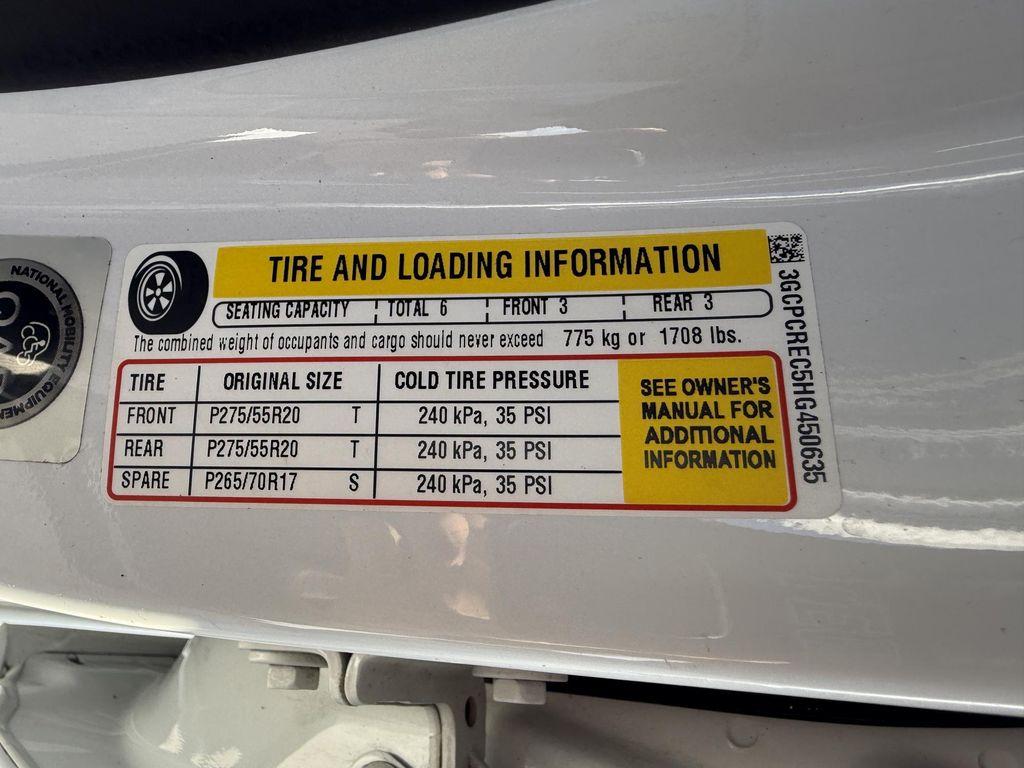 NATIONAL MOBILITY EQUIPMEN
TIRE AND LOADING INFORMATION
SEATING CAPACITY TOTAL 6 FRONT 3 REAR 3
The combined weight of occupants and cargo should never exceed 775 kg or 1708 lbs.
TIRE ORIGINAL SIZE COLD TIRE PRESSURE
FRONT P275/55R20 T 240 kPa, 35 PSI
REAR P275/55R20 T 240 kPa, 35 PSI
SPARE P265/70R17 S 240 kPa, 35 PSI
SEE OWNER'S
MANUAL FOR
ADDITIONAL
INFORMATION
3GCPCREC5HG450635